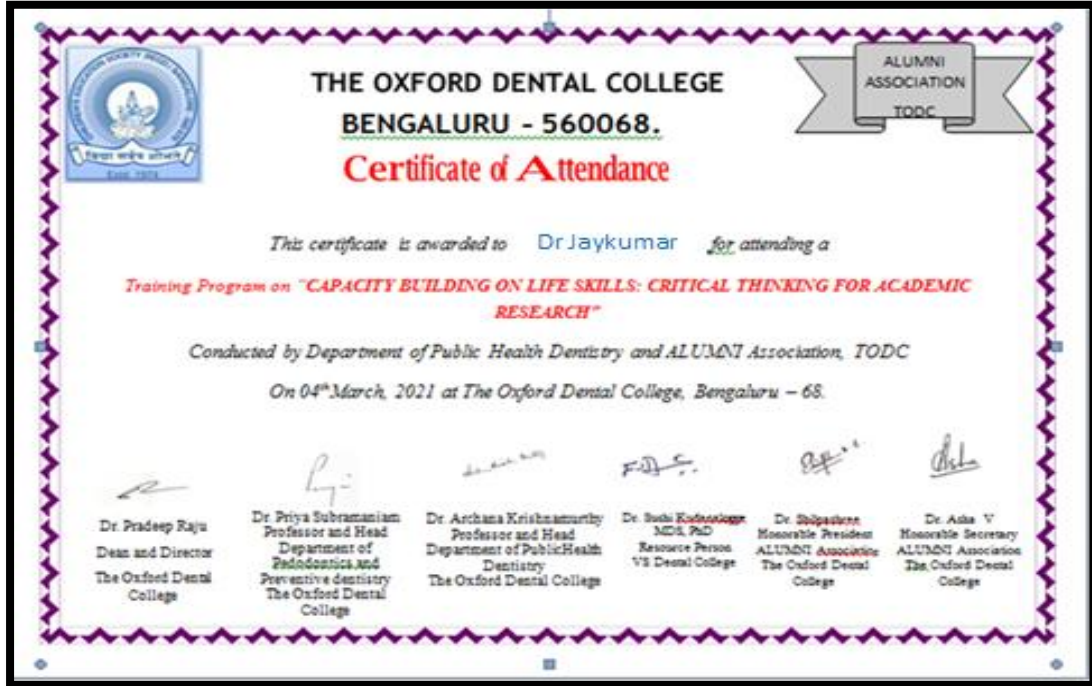 ALUMNI
ASSOCIATION
TODC
THE OXFORD DENTAL COLLEGE
BENGALURU – 560068.
Certificate of Attendance
This certificate is awarded to Dr Jaykumar for attending a
Training Program on "CAPACITY BUILDING ON LIFE SKILLS: CRITICAL THINKING FOR ACADEMIC
RESEARCH"
Conducted by Department of Public Health Dentistry and ALUMNI Association, TODC
On 04th March, 2021 at The Oxford Dental College, Bengaluru – 68.
Dr. Pradeep Raju
Dean and Director
The Oxford Dental
College
Dr. Priya Subramaniam
Professor and Head
Department of
Pedodontics and
Preventive dentistry
The Oxford Dental
College
Dr. Archana Krishnamurthy
Professor and Head
Department of PublicHealth
Dentistry
The Oxford Dental College
Dr. Sushi
MDS, PhD
Resource Person
VS Dental College
Dr. Shilpashree
Honorable President
ALUMNI Association
The Oxford Dental
College
Dr. Asha V
Honorable Secretary
ALUMNI Association
The Oxford Dental
College